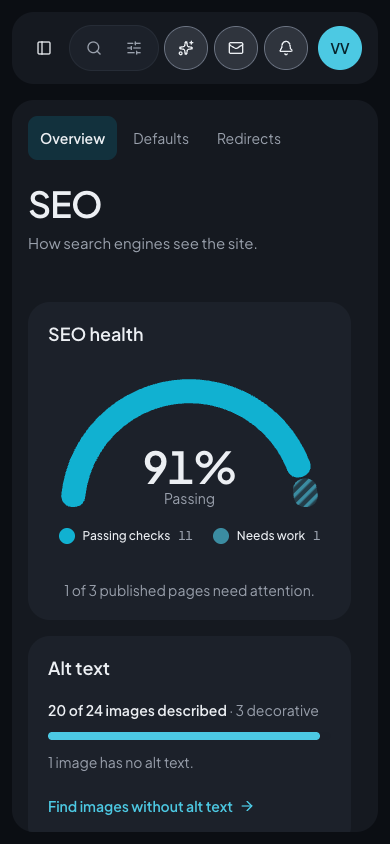 VV
Overview Defaults Redirects
SEO
How search engines see the site.
SEO health
91%
Passing
Passing checks 11 Needs work 1
1 of 3 published pages need attention.
Alt text
20 of 24 images described · 3 decorative
1 image has no alt text.
Find images without alt text →